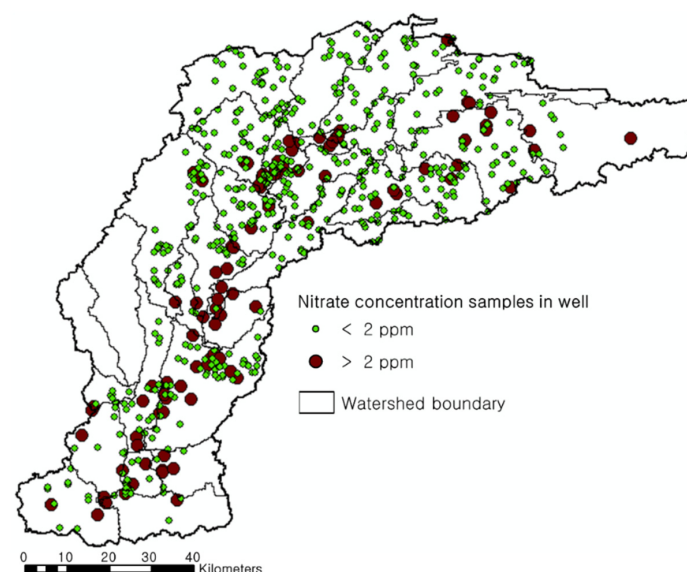 Nitrate concentration samples in well
< 2 ppm
> 2 ppm
Watershed boundary
0 10 20 30 40
Kilometers